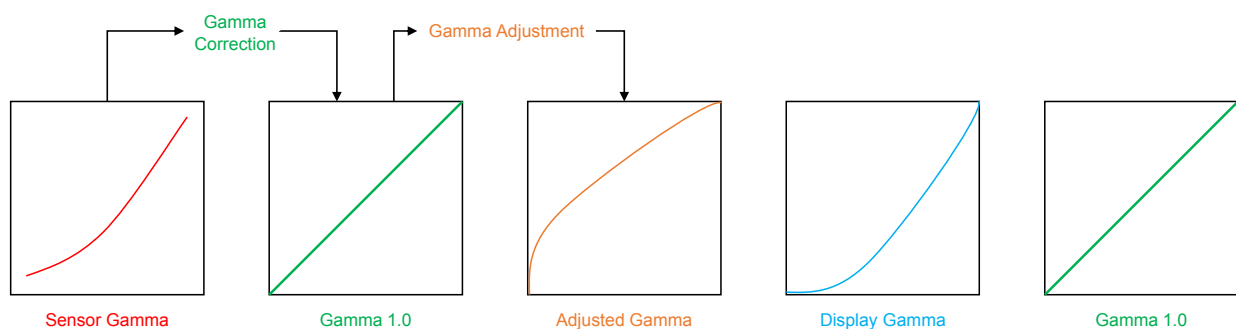 Gamma
Correction
Gamma Adjustment
Sensor Gamma
Gamma 1.0
Adjusted Gamma
Display Gamma
Gamma 1.0